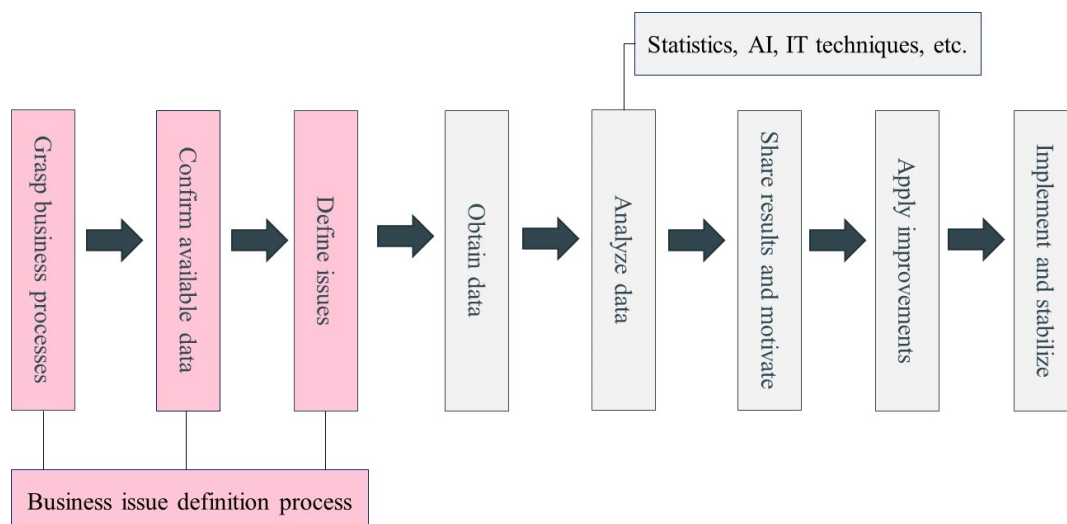 Statistics, AI, IT techniques, etc.
Grasp business processes
Confirm available data
Define issues
Obtain data
Analyze data
Share results and motivate
Apply improvements
Implement and stabilize
Business issue definition process